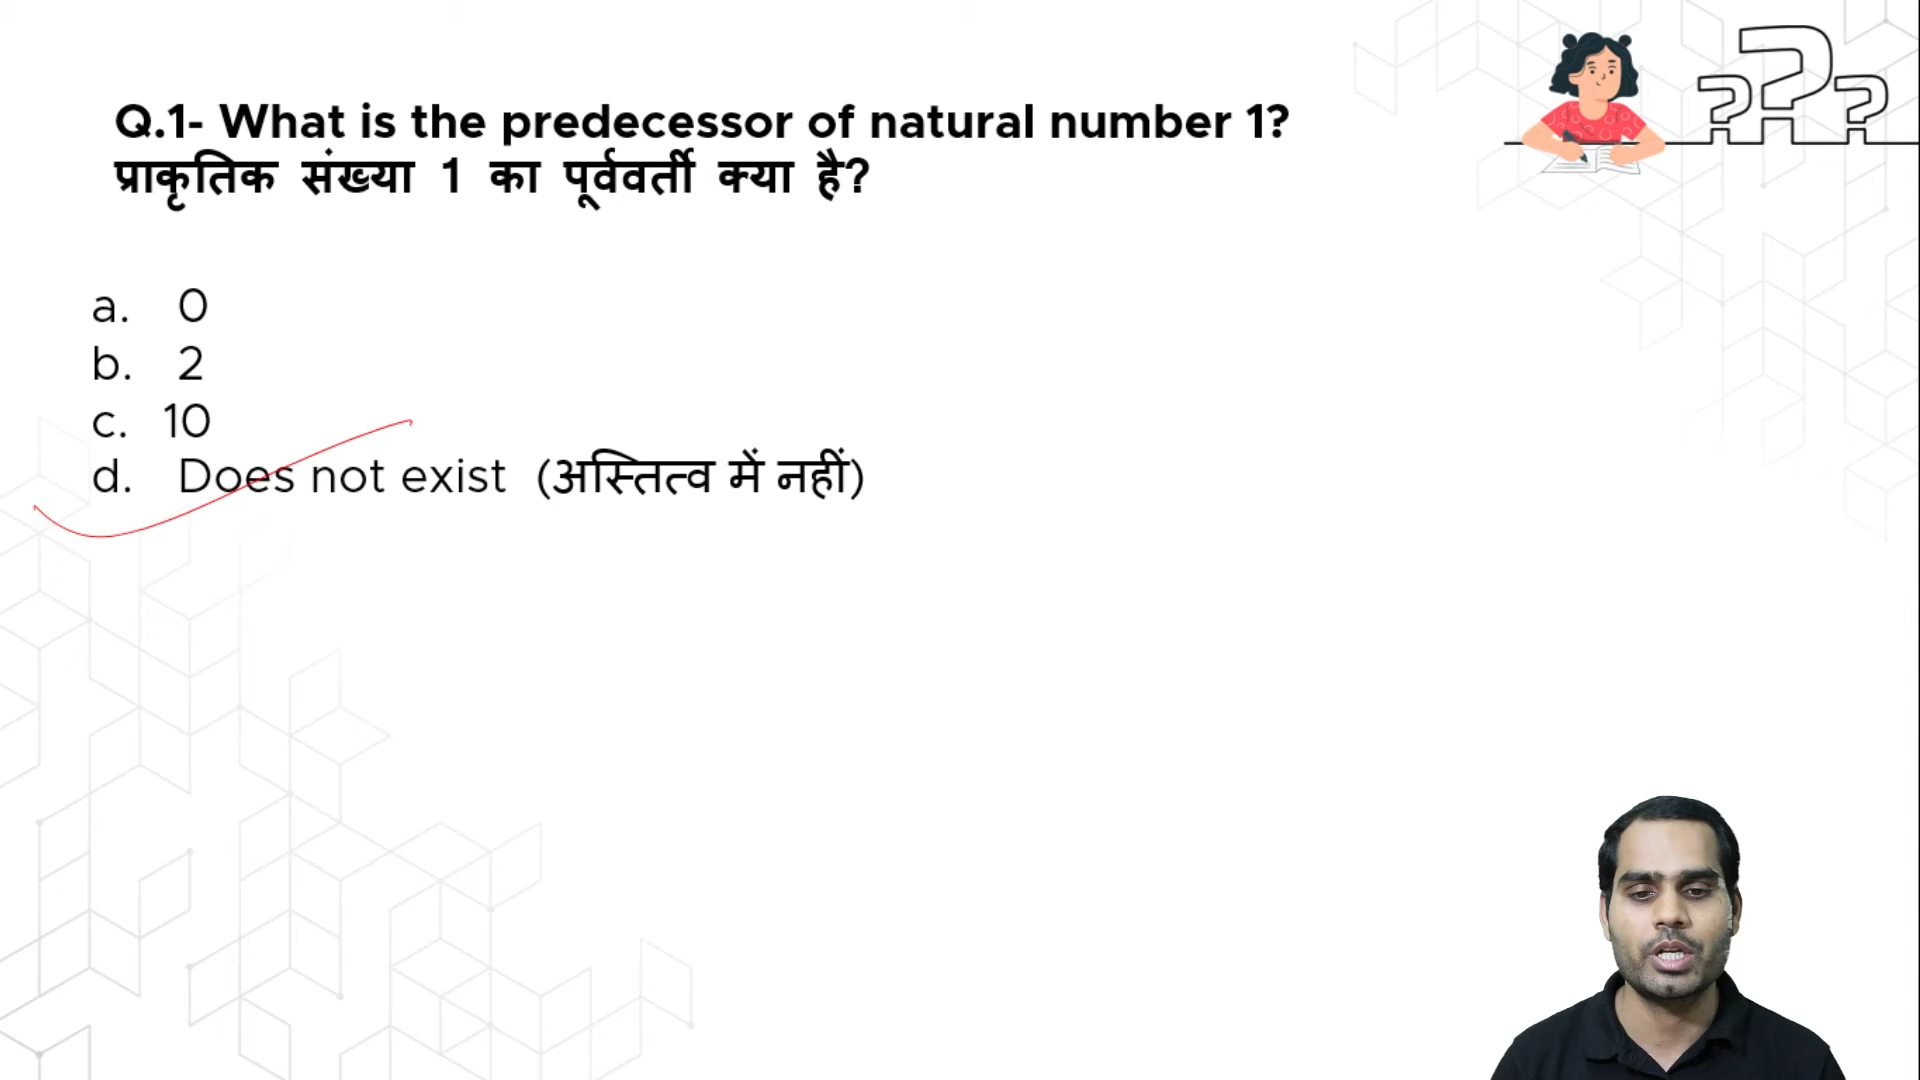 Q.1- What is the predecessor of natural number 1?
प्राकृतिक संख्या 1 का पूर्ववर्ती क्या है?
a. 0
b. 2
c. 10
d. Does not exist (अस्तित्व में नहीं)
???